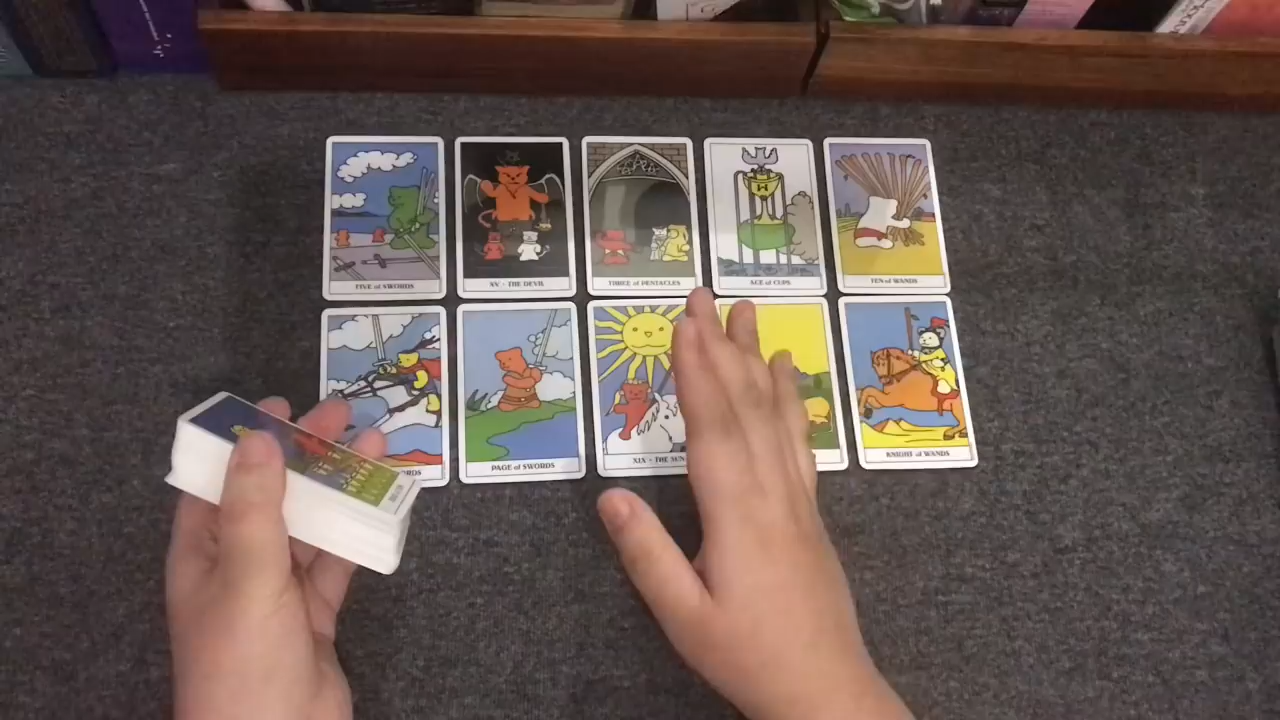 FIVE of SWORDS
XV · THE DEVIL
THREE of PENTACLES
ACE of CUPS
TEN of WANDS
PAGE of SWORDS
XIX · THE SUN
KNIGHT of WANDS